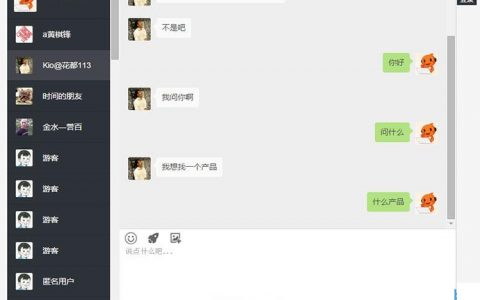 a黄棋锋
Kio@花都113
时间的朋友
金水—营百
游客
游客
游客
游客
匿名用户
不是吧
你好
我问你啊
问什么
我想找一个产品
什么产品
说点什么吧...